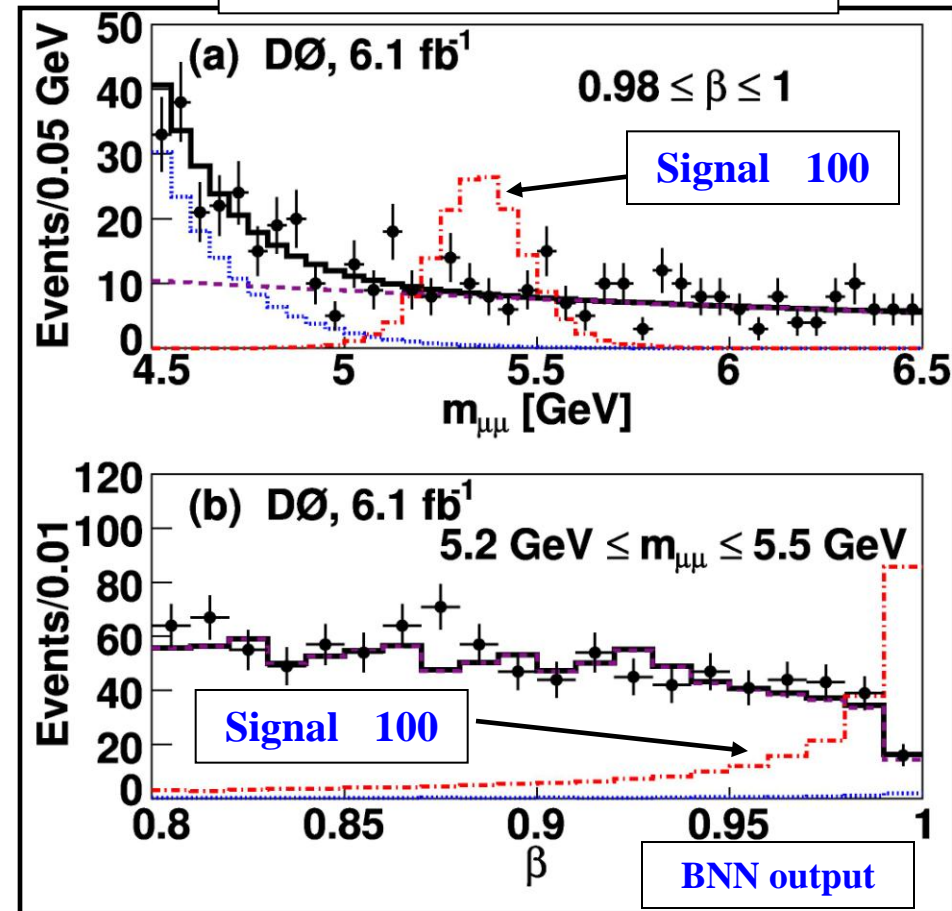 50
40
30
20
10
0
Events/0.05 GeV
(a) DØ, 6.1 fb-1
0.98 ≤ β ≤ 1
Signal 100
4.5 5 5.5 6 6.5
mμμ [GeV]
120
100
80
60
40
20
0
Events/0.01
(b) DØ, 6.1 fb-1
5.2 GeV ≤ mμμ ≤ 5.5 GeV
Signal 100
0.8 0.85 0.9 0.95 1
β
BNN output